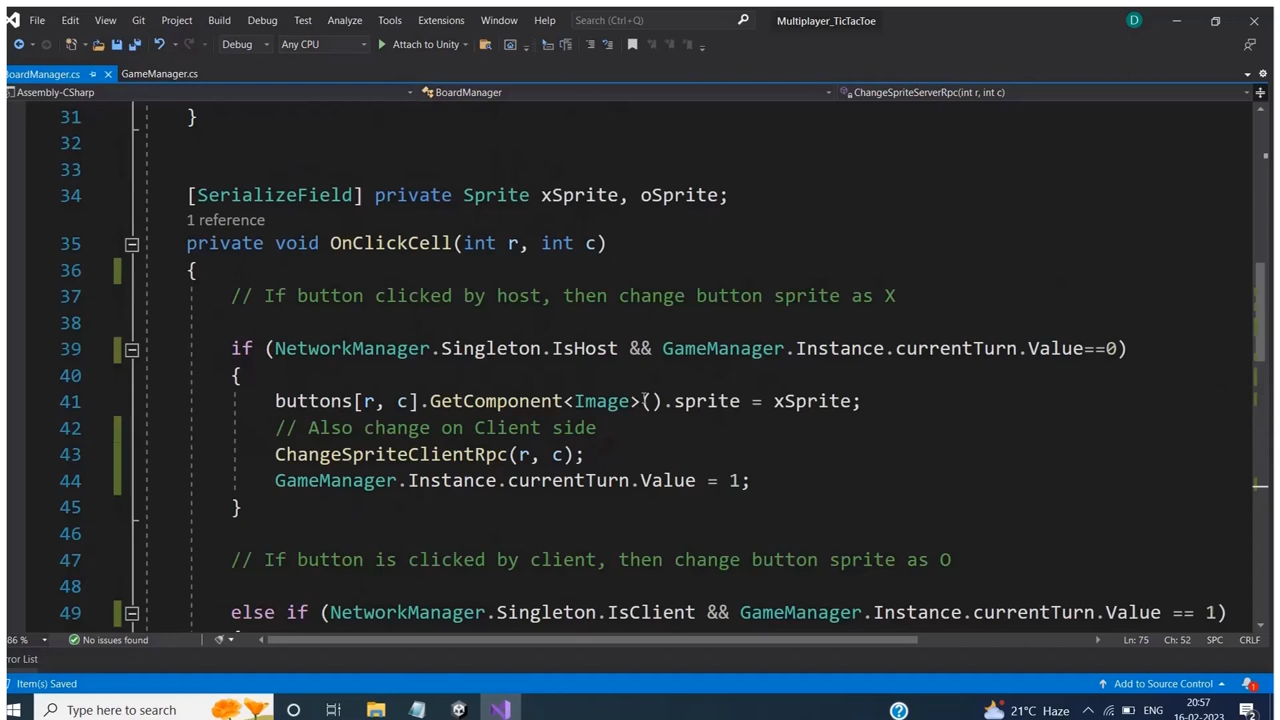 File Edit View Git Project Build Debug Test Analyze Tools Extensions Window Help Search (Ctrl+Q) Multiplayer_TicTacToe D
Debug Any CPU Attach to Unity
BoardManager.cs GameManager.cs
Assembly-CSharp BoardManager ChangeSpriteServerRpc(int r, int c)
31 }
32
33
34 [SerializeField] private Sprite xSprite, oSprite;
1 reference
35 private void OnClickCell(int r, int c)
36 {
37 // If button clicked by host, then change button sprite as X
38
39 if (NetworkManager.Singleton.IsHost && GameManager.Instance.currentTurn.Value==0)
40 {
41 buttons[r, c].GetComponent<Image>().sprite = xSprite;
42 // Also change on Client side
43 ChangeSpriteClientRpc(r, c);
44 GameManager.Instance.currentTurn.Value = 1;
45 }
46
47 // If button is clicked by client, then change button sprite as O
48
49 else if (NetworkManager.Singleton.IsClient && GameManager.Instance.currentTurn.Value == 1)
86 % No issues found Ln: 75 Ch: 52 SPC CRLF
rror List
Item(s) Saved Add to Source Control 1
Type here to search 21°C Haze ENG 20:57
16-02-2023 2